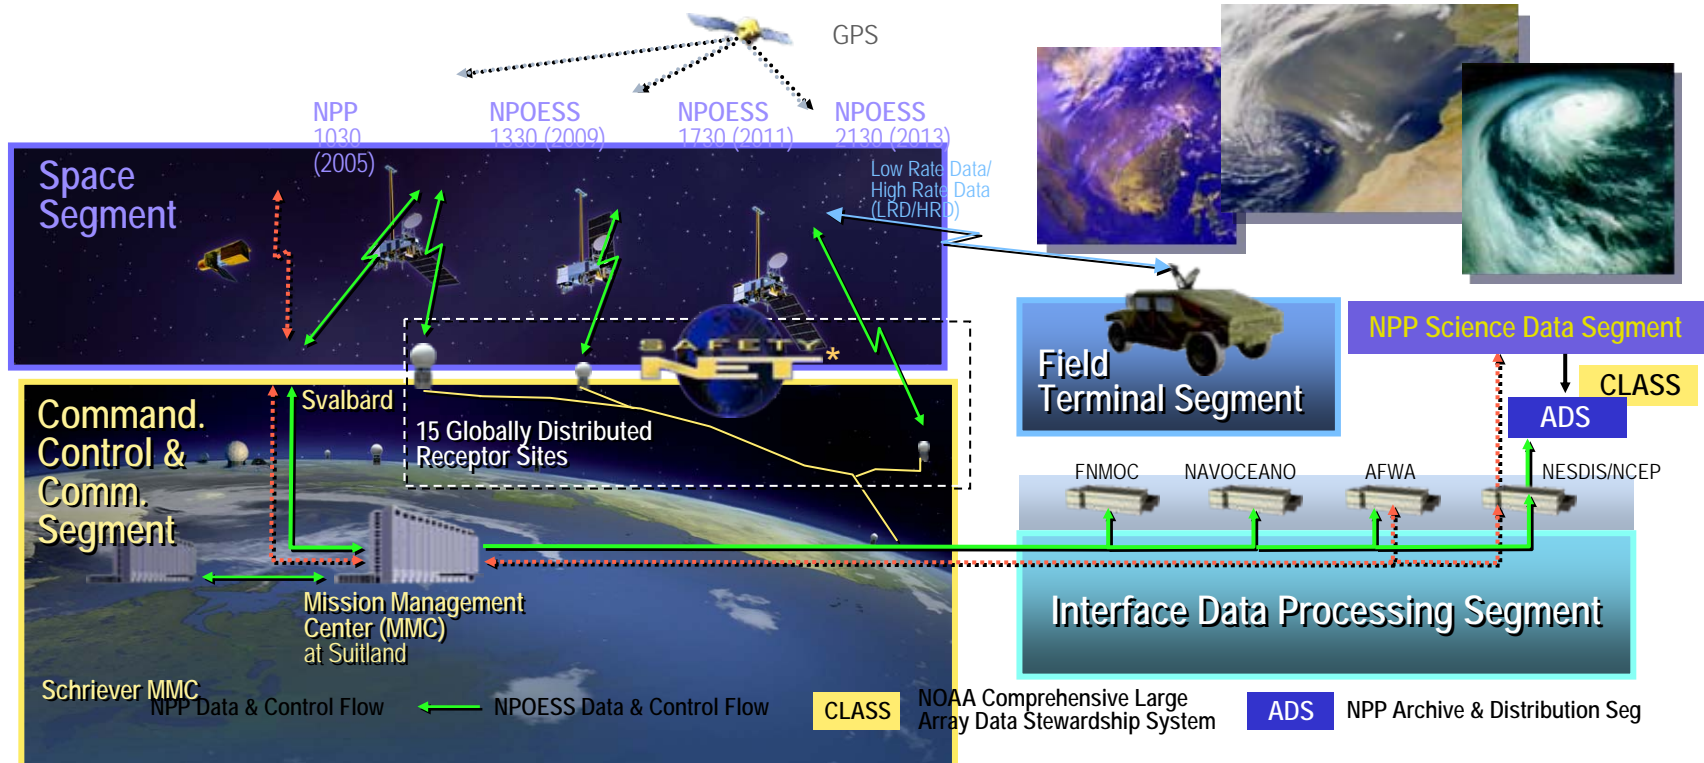 GPS
NPP
1030
(2005)
NPOESS
1330 (2009)
NPOESS
1730 (2011)
NPOESS
2130 (2013)
Space
Segment
Low Rate Data/
High Rate Data
(LRD/HRD)
SAFETY
NET*
Field
Terminal Segment
NPP Science Data Segment
CLASS
ADS
Command.
Control &
Comm.
Segment
Svalbard
15 Globally Distributed
Receptor Sites
FNMOC
NAVOCEANO
AFWA
NESDIS/NCEP
Mission Management
Center (MMC)
at Suitland
Interface Data Processing Segment
Schriever MMC
NPP Data & Control Flow
NPOESS Data & Control Flow
CLASS
NOAA Comprehensive Large
Array Data Stewardship System
ADS
NPP Archive & Distribution Seg